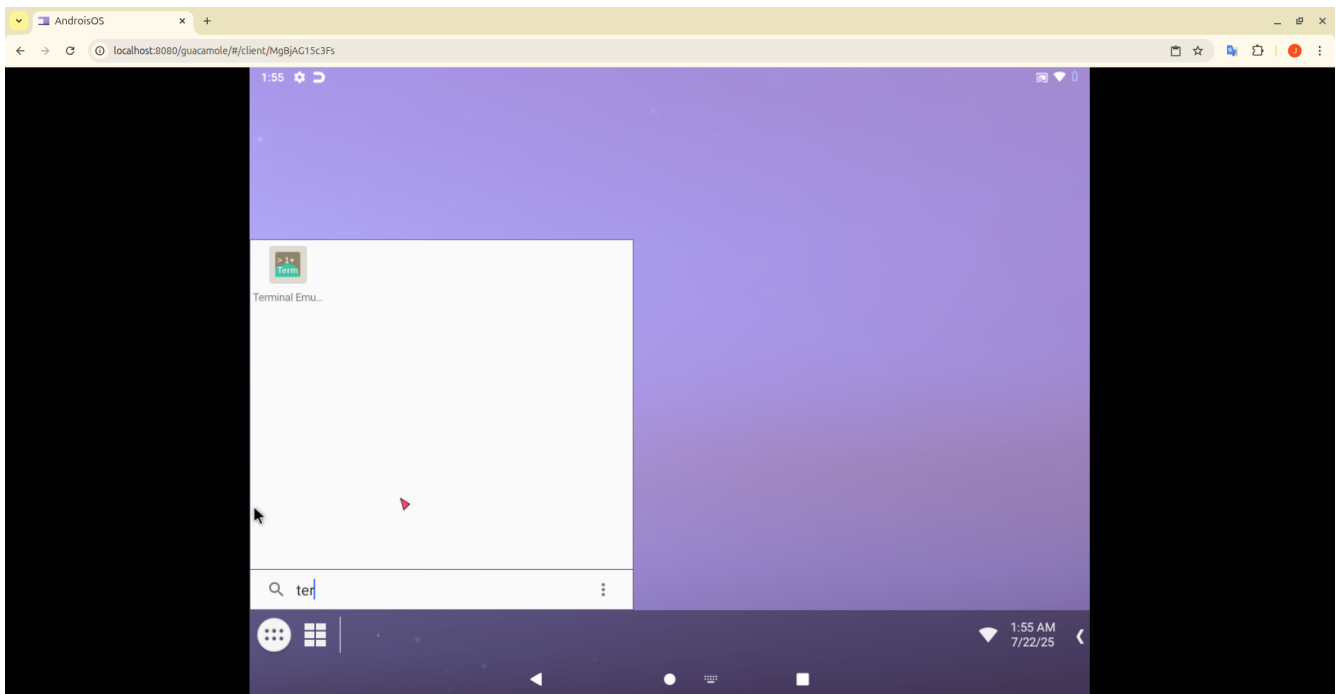 AndroisOS
localhost:8080/guacamole/#/client/MgBjAG15c3Fs
J
1:55
> 1+
Term
Terminal Emu...
ter
1:55 AM
7/22/25